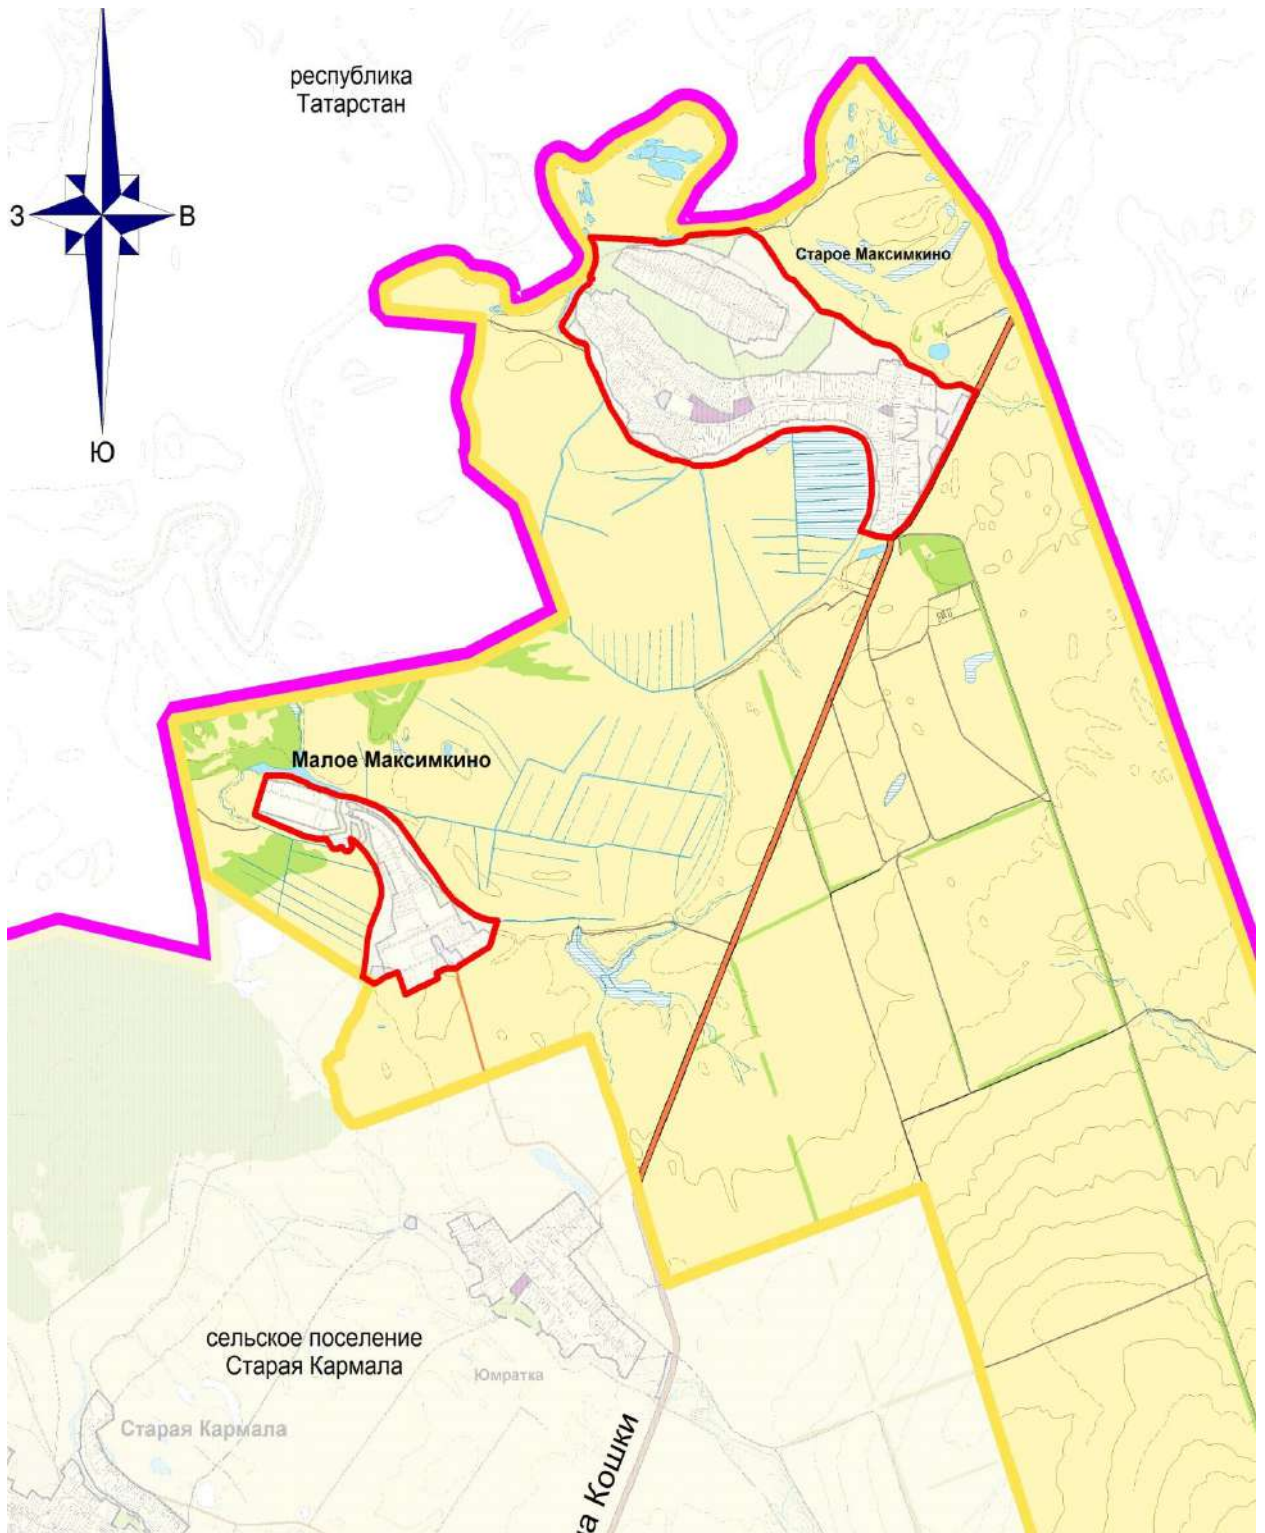 республика
Татарстан
З
В
Ю
Старое Максимкино
Малое Максимкино
сельское поселение
Старая Кармала
Юмратка
Старая Кармала
Кошки